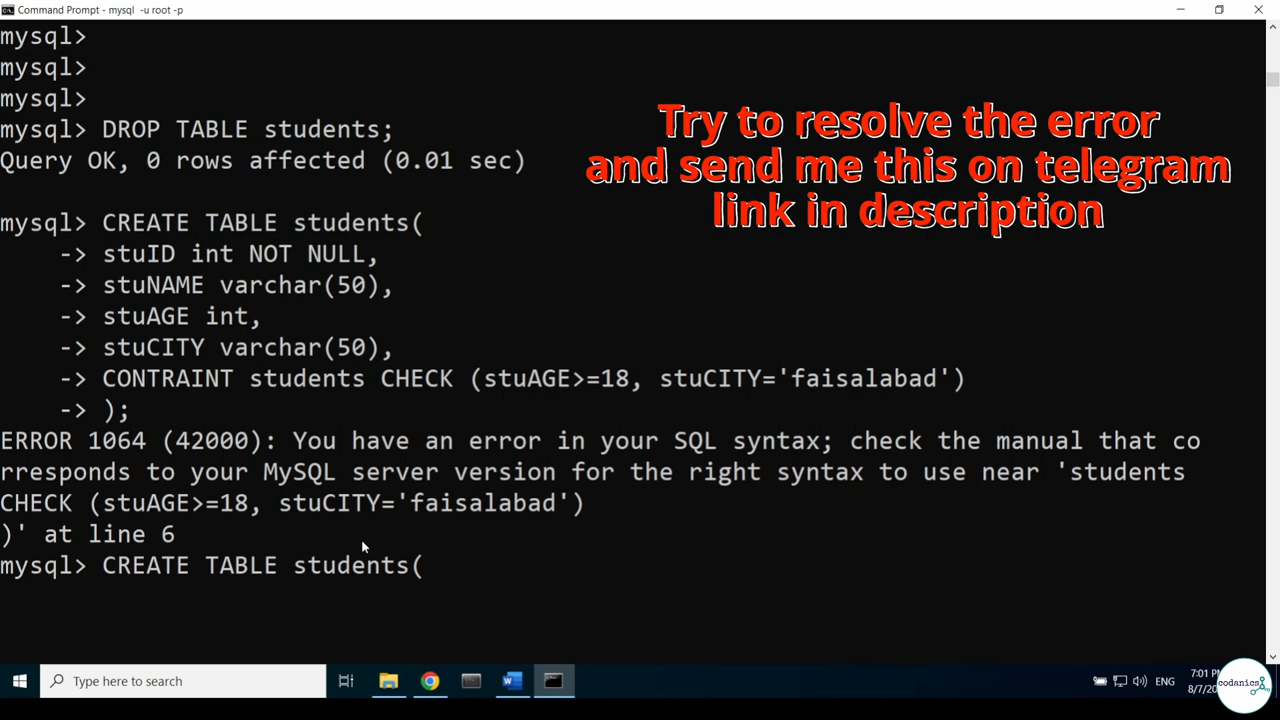 Command Prompt - mysql  -u root -p
mysql>
mysql>
mysql>
mysql> DROP TABLE students;
Query OK, 0 rows affected (0.01 sec)
Try to resolve the error
and send me this on telegram
link in description
mysql> CREATE TABLE students(
    -> stuID int NOT NULL,
    -> stuNAME varchar(50),
    -> stuAGE int,
    -> stuCITY varchar(50),
    -> CONTRAINT students CHECK (stuAGE>=18, stuCITY='faisalabad')
    -> );
ERROR 1064 (42000): You have an error in your SQL syntax; check the manual that co
rresponds to your MySQL server version for the right syntax to use near 'students
CHECK (stuAGE>=18, stuCITY='faisalabad')
)' at line 6
mysql> CREATE TABLE students(
Type here to search
ENG
7:01 P
8/7/20
codanics